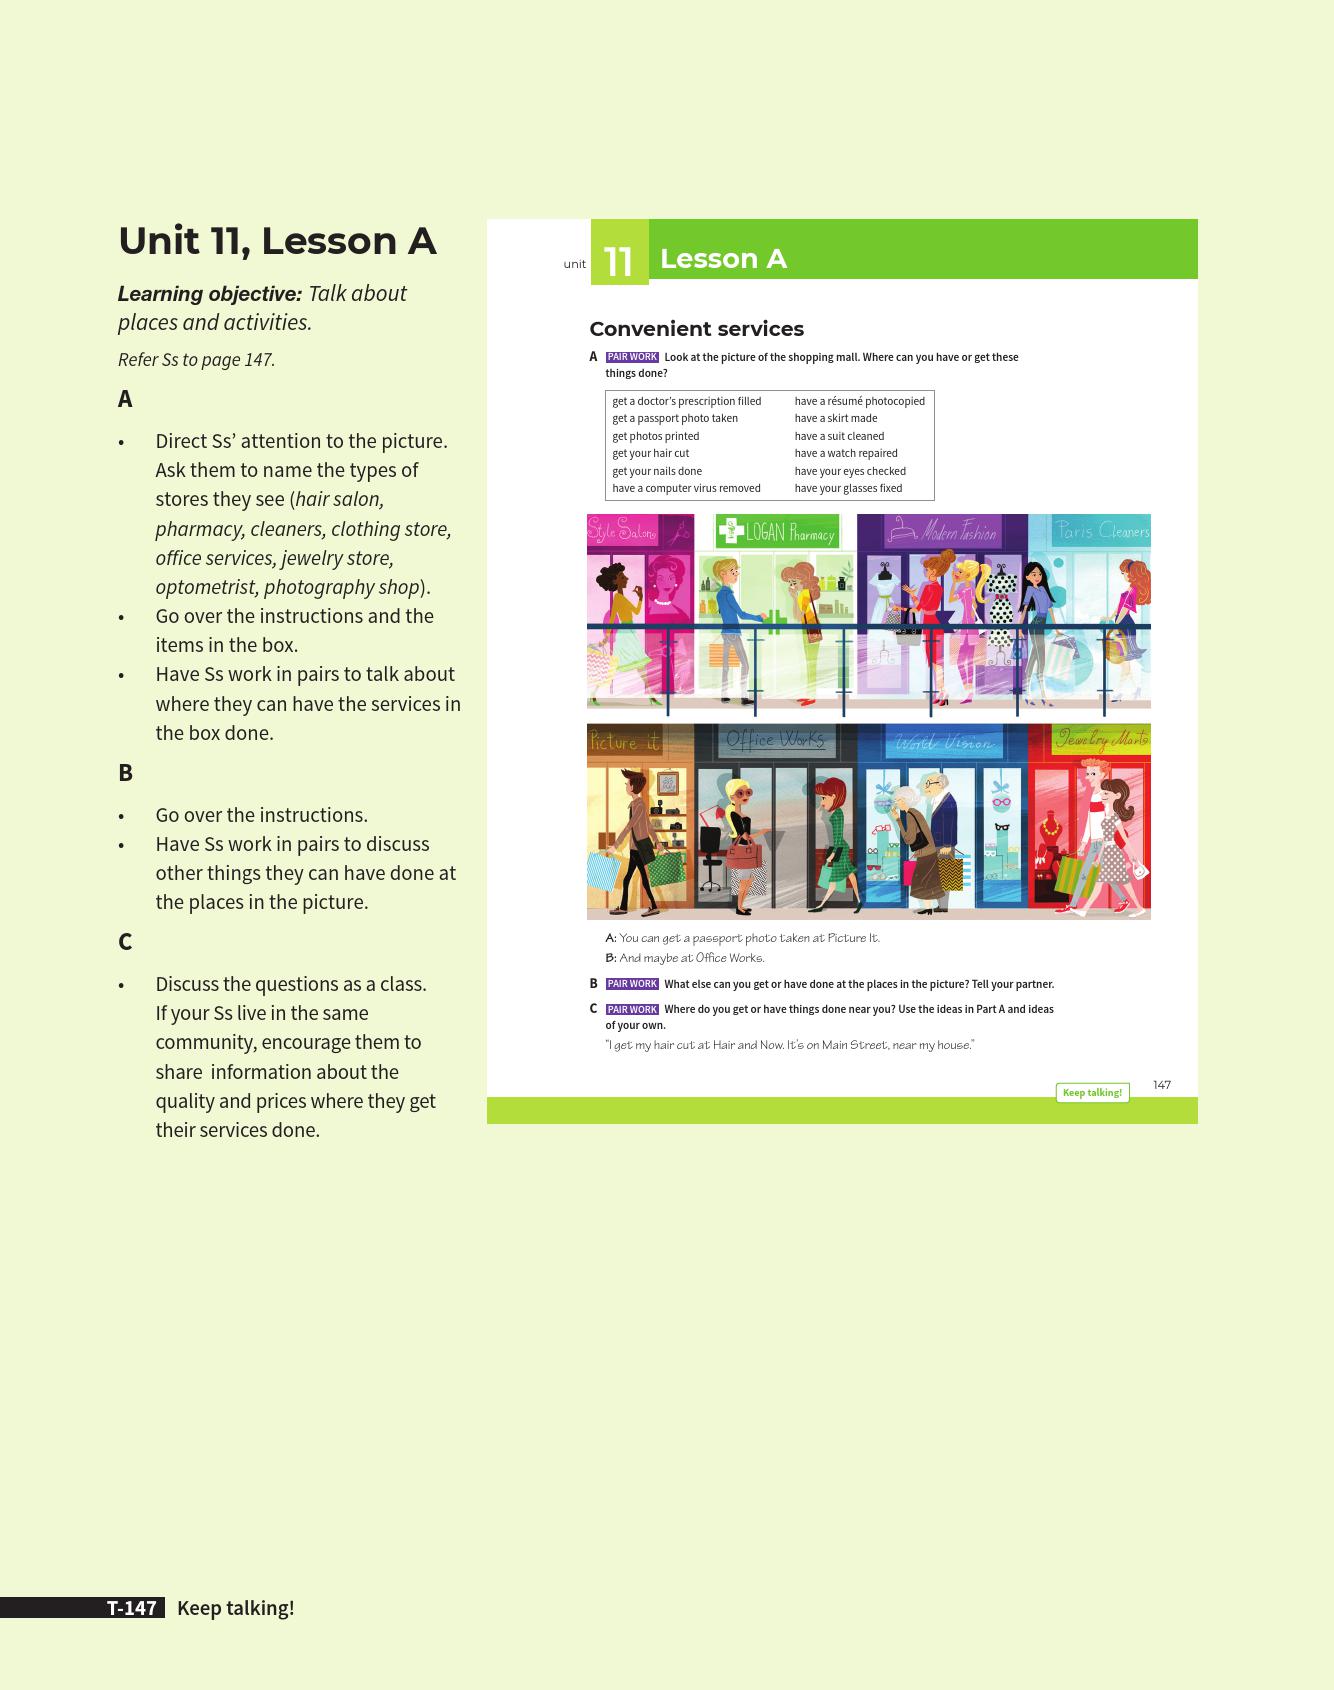 Unit 11, Lesson A
Learning objective: Talk about
places and activities.
Refer Ss to page 147.
A
• Direct Ss’ attention to the picture.
Ask them to name the types of
stores they see (hair salon,
pharmacy, cleaners, clothing store,
office services, jewelry store,
optometrist, photography shop).
• Go over the instructions and the
items in the box.
• Have Ss work in pairs to talk about
where they can have the services in
the box done.
B
• Go over the instructions.
• Have Ss work in pairs to discuss
other things they can have done at
the places in the picture.
C
• Discuss the questions as a class.
If your Ss live in the same
community, encourage them to
share information about the
quality and prices where they get
their services done.
unit 11 Lesson A
Convenient services
A PAIR WORK Look at the picture of the shopping mall. Where can you have or get these
things done?
get a doctor’s prescription filled
get a passport photo taken
get photos printed
get your hair cut
get your nails done
have a computer virus removed
have a résumé photocopied
have a skirt made
have a suit cleaned
have a watch repaired
have your eyes checked
have your glasses fixed
Style Salon
LOGAN Pharmacy
Modern Fashion
Paris Cleaners
Picture it
Office Works
Word Vision
Jewelry Mart
A: You can get a passport photo taken at Picture It.
B: And maybe at Office Works.
B PAIR WORK What else can you get or have done at the places in the picture? Tell your partner.
C PAIR WORK Where do you get or have things done near you? Use the ideas in Part A and ideas
of your own.
“I get my hair cut at Hair and Now. It’s on Main Street, near my house.”
Keep talking!
147
T-147 Keep talking!